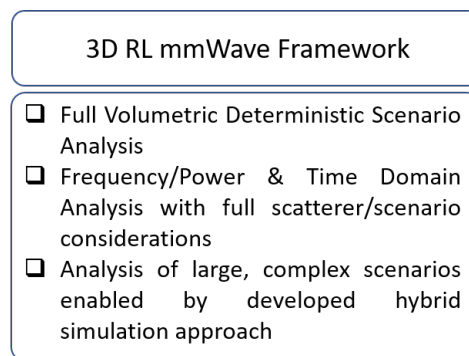 3D RL mmWave Framework
❑ Full Volumetric Deterministic Scenario
Analysis
❑ Frequency/Power & Time Domain
Analysis with full scatterer/scenario
considerations
❑ Analysis of large, complex scenarios
enabled by developed hybrid
simulation approach